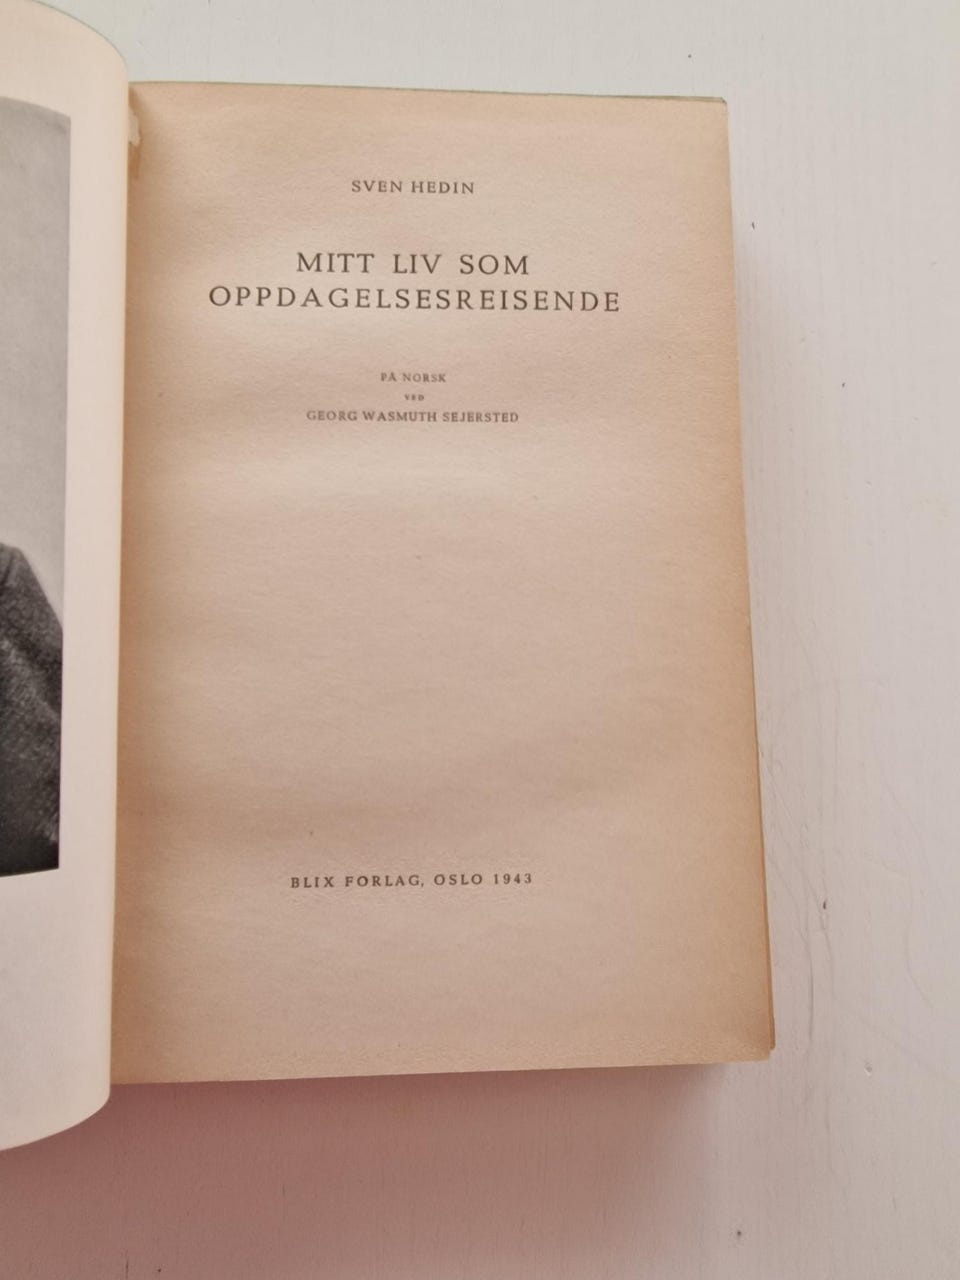 SVEN HEDIN
MITT LIV SOM
OPPDAGELSESREISENDE
PÅ NORSK
VED
GEORG WASMUTH SEJERSTED
BLIX FORLAG, OSLO 1943